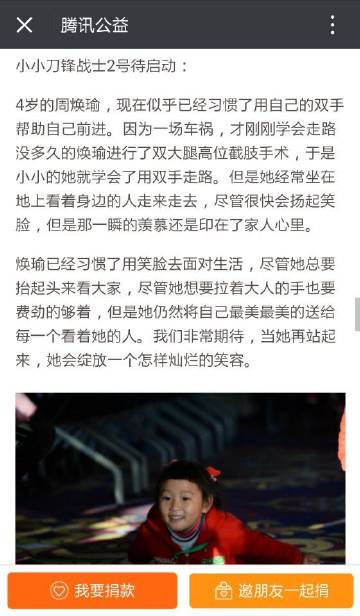 腾讯公益
小小刀锋战士2号待启动：
4岁的周焕瑜，现在似乎已经习惯了用自己的双手
帮助自己前进。因为一场车祸，才刚刚学会走路
没多久的焕瑜进行了双大腿高位截肢手术，于是
小小的她就学会了用双手走路。但是她经常坐在
地上看着身边的人走来走去，尽管很快会扬起笑
脸，但是那一瞬的羡慕还是印在了家人心里。
焕瑜已经习惯了用笑脸去面对生活，尽管她总要
抬起头来看大家，尽管她想要拉着大人的手也要
费劲的够着，但是她仍然将自己最美最美的送给
每一个看着她的人。我们非常期待，当她再站起
来，她会绽放一个怎样灿烂的笑容。
我要捐款
邀朋友一起捐